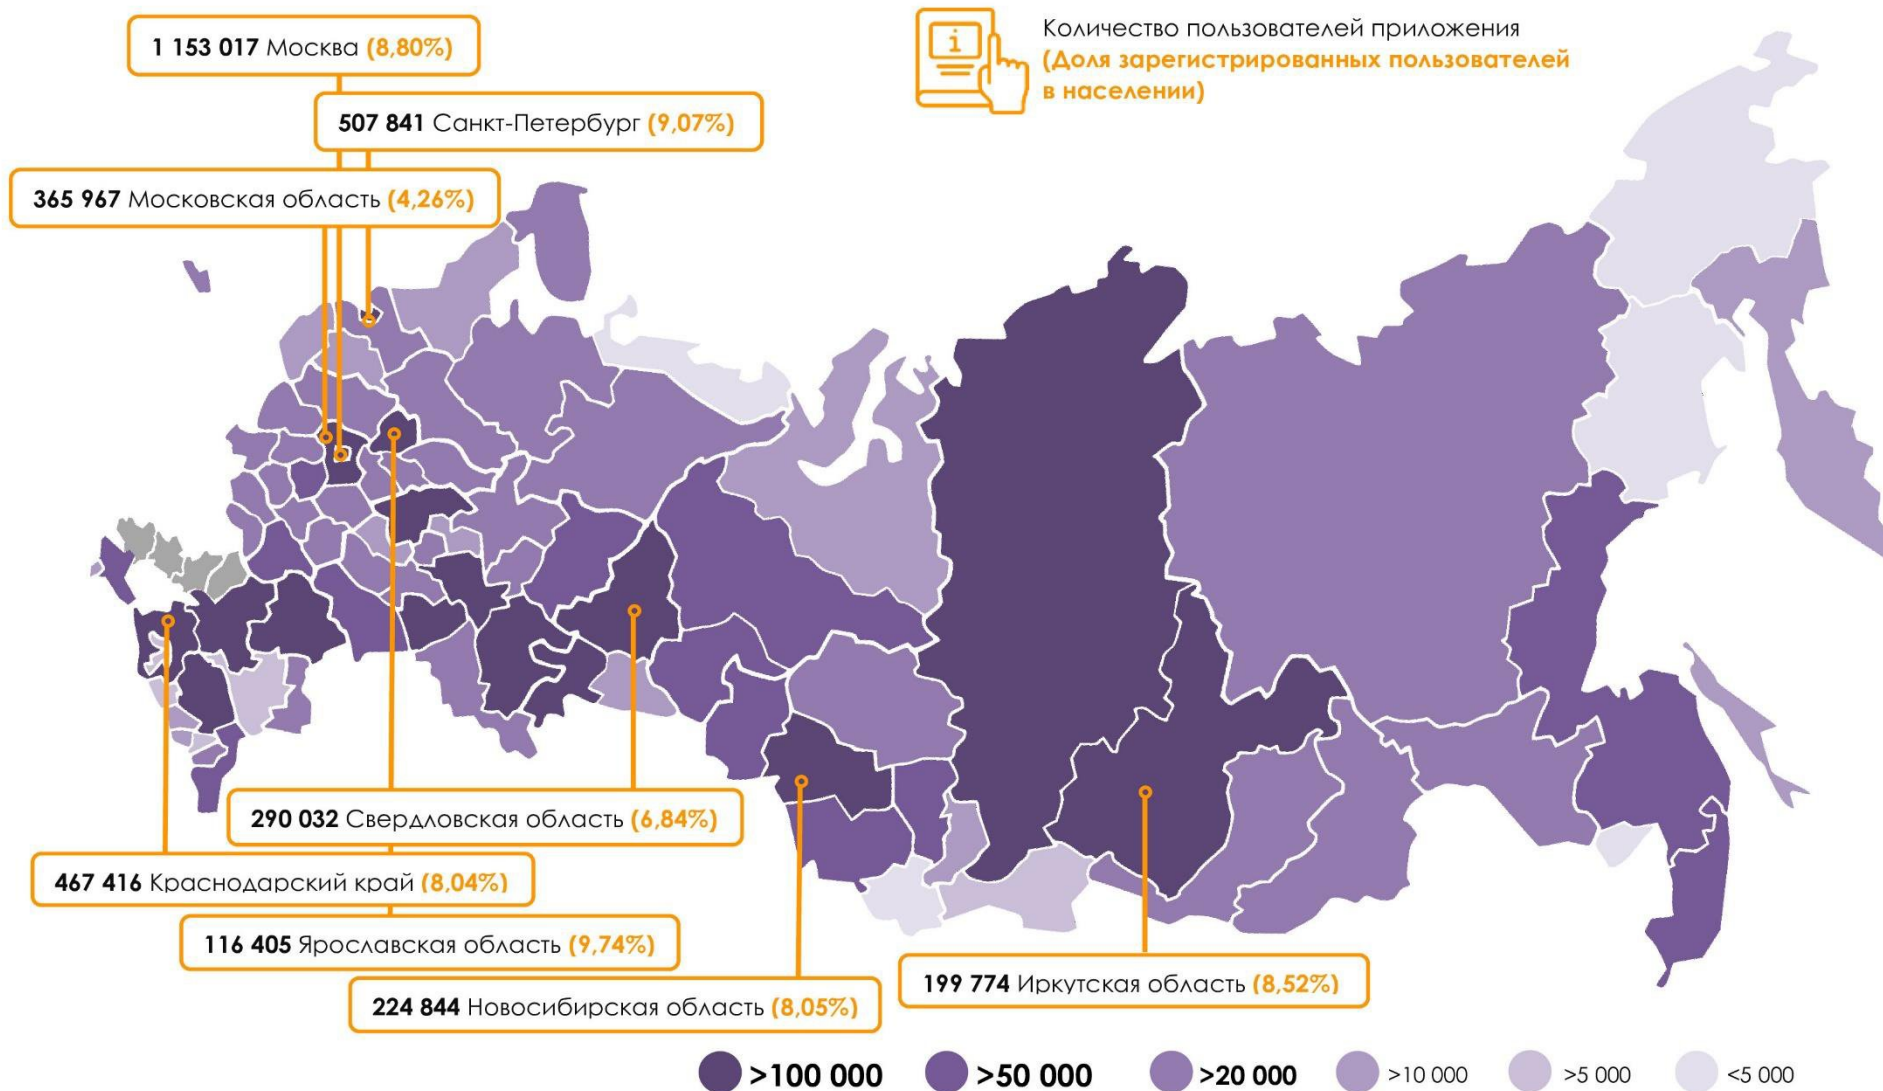 Количество пользователей приложения
(Доля зарегистрированных пользователей
в населении)
1 153 017 Москва (8,80%)
507 841 Санкт-Петербург (9,07%)
365 967 Московская область (4,26%)
290 032 Свердловская область (6,84%)
467 416 Краснодарский край (8,04%)
116 405 Ярославская область (9,74%)
224 844 Новосибирская область (8,05%)
199 774 Иркутская область (8,52%)
>100 000 >50 000 >20 000 >10 000 >5 000 <5 000